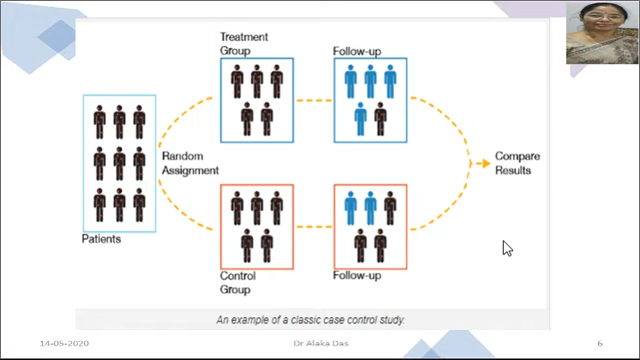 Treatment
Group
Follow-up
Random
Assignment
Compare
Results
Patients
Control
Group
Follow-up
An example of a classic case control study.
14-05-2020
Dr Alaka Das
6